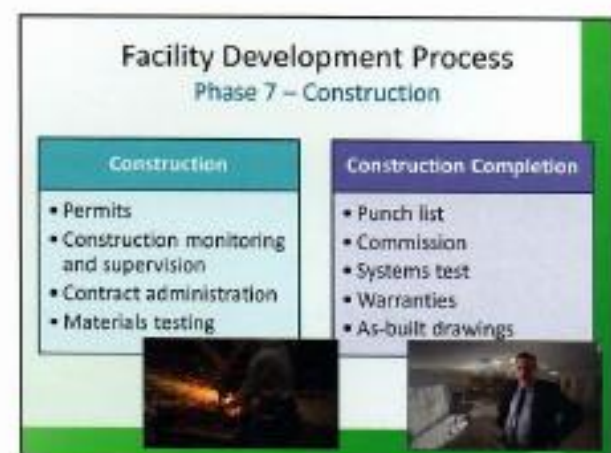 Facility Development Process
Phase 7 – Construction
Construction
• Permits
• Construction monitoring
and supervision
• Contract administration
• Materials testing
Construction Completion
• Punch list
• Commission
• Systems test
• Warranties
• As-built drawings